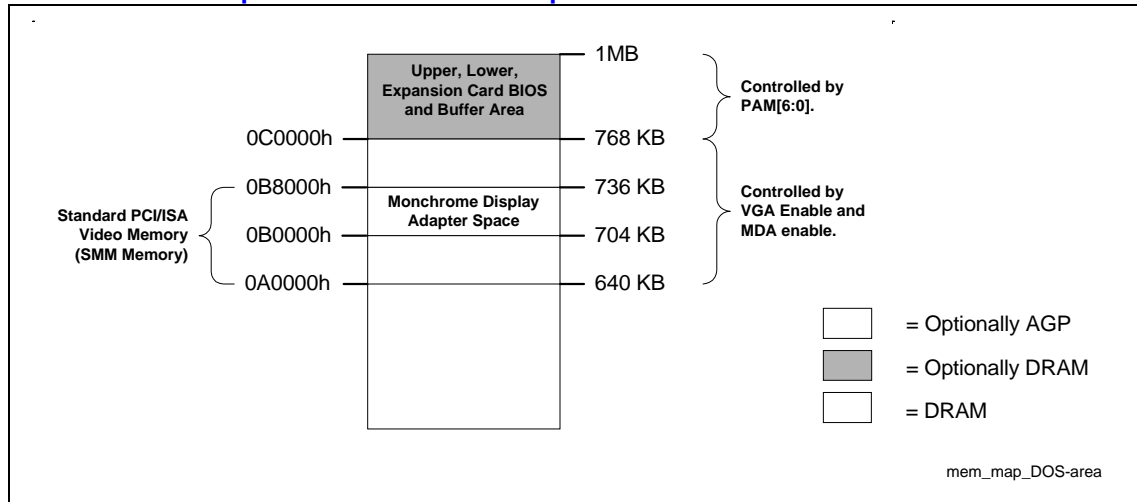 1MB
Upper, Lower,
Expansion Card BIOS
and Buffer Area
Controlled by
PAM[6:0].
0C0000h
768 KB
0B8000h
736 KB
Monochrome Display
Adapter Space
Controlled by
VGA Enable and
MDA enable.
Standard PCI/ISA
Video Memory
(SMM Memory)
0B0000h
704 KB
0A0000h
640 KB
= Optionally AGP
= Optionally DRAM
= DRAM
mem_map_DOS-area